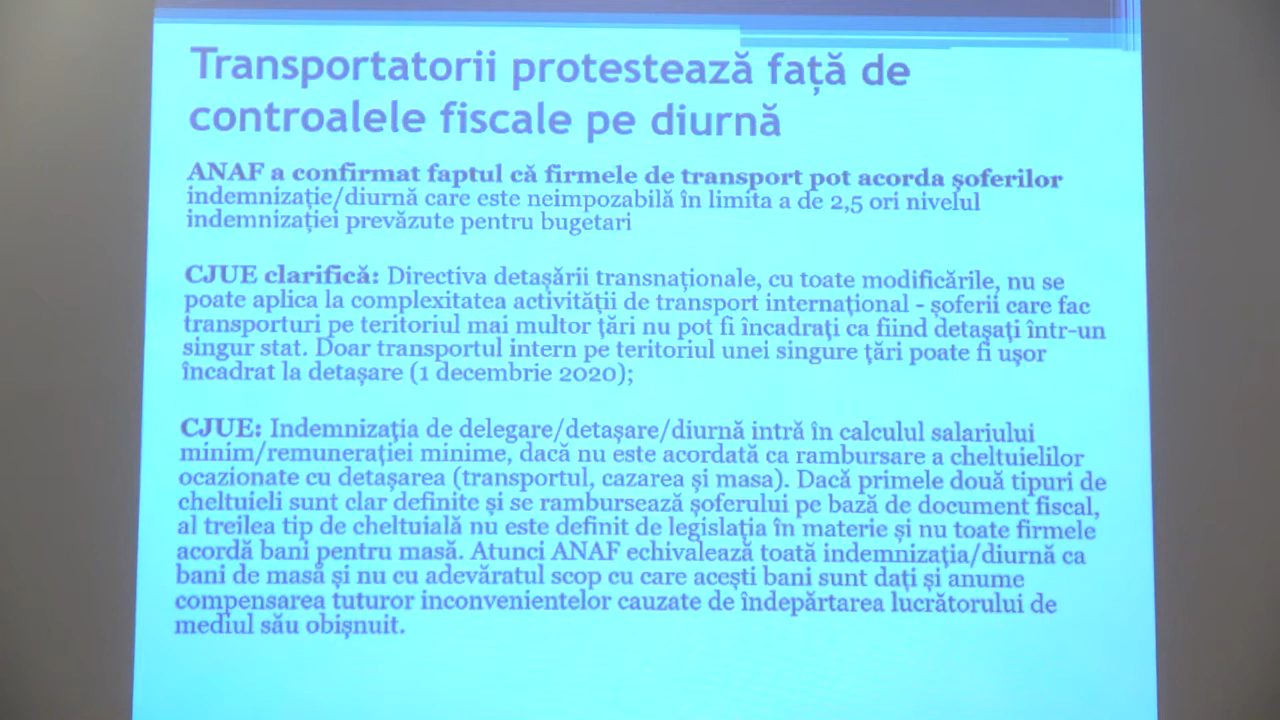 Transportatorii protestează față de
controalele fiscale pe diurnă
ANAF a confirmat faptul că firmele de transport pot acorda șoferilor
indemnizație/diurnă care este neimpozabilă în limita a de 2,5 ori nivelul
indemnizației prevăzute pentru bugetari
CJUE clarifică: Directiva detașării transnaționale, cu toate modificările, nu se
poate aplica la complexitatea activității de transport internațional - șoferii care fac
transporturi pe teritoriul mai multor țări nu pot fi încadrați ca fiind detașați într-un
singur stat. Doar transportul intern pe teritoriul unei singure țări poate fi ușor
încadrat la detașare (1 decembrie 2020);
CJUE: Indemnizația de delegare/detașare/diurnă intră în calculul salariului
minim/remunerației minime, dacă nu este acordată ca rambursare a cheltuielilor
ocazionate cu detașarea (transportul, cazarea și masa). Dacă primele două tipuri de
cheltuieli sunt clar definite și se rambursează șoferului pe bază de document fiscal,
al treilea tip de cheltuială nu este definit de legislația în materie și nu toate firmele
acordă bani pentru masă. Atunci ANAF echivalează toată indemnizația/diurnă ca
bani de masă și nu cu adevăratul scop cu care acești bani sunt dați și anume
compensarea tuturor inconvenientelor cauzate de îndepărtarea lucrătorului de
mediul său obișnuit.